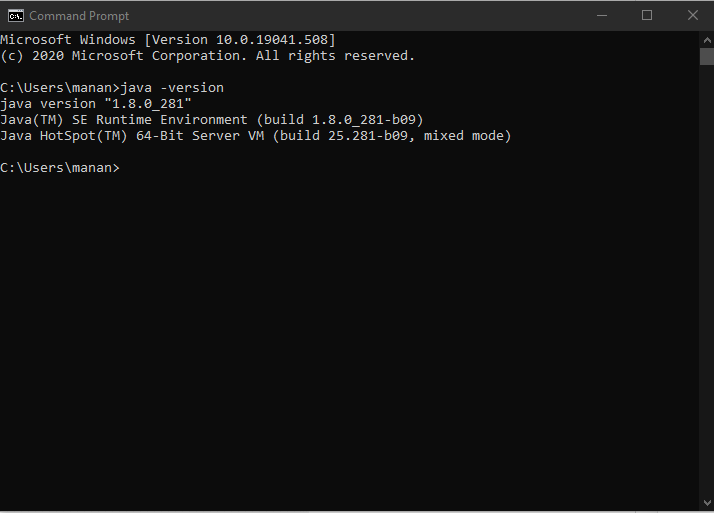 Command Prompt
Microsoft Windows [Version 10.0.19041.508]
(c) 2020 Microsoft Corporation. All rights reserved.
C:\Users\manan>java -version
java version "1.8.0_281"
Java(TM) SE Runtime Environment (build 1.8.0_281-b09)
Java HotSpot(TM) 64-Bit Server VM (build 25.281-b09, mixed mode)
C:\Users\manan>